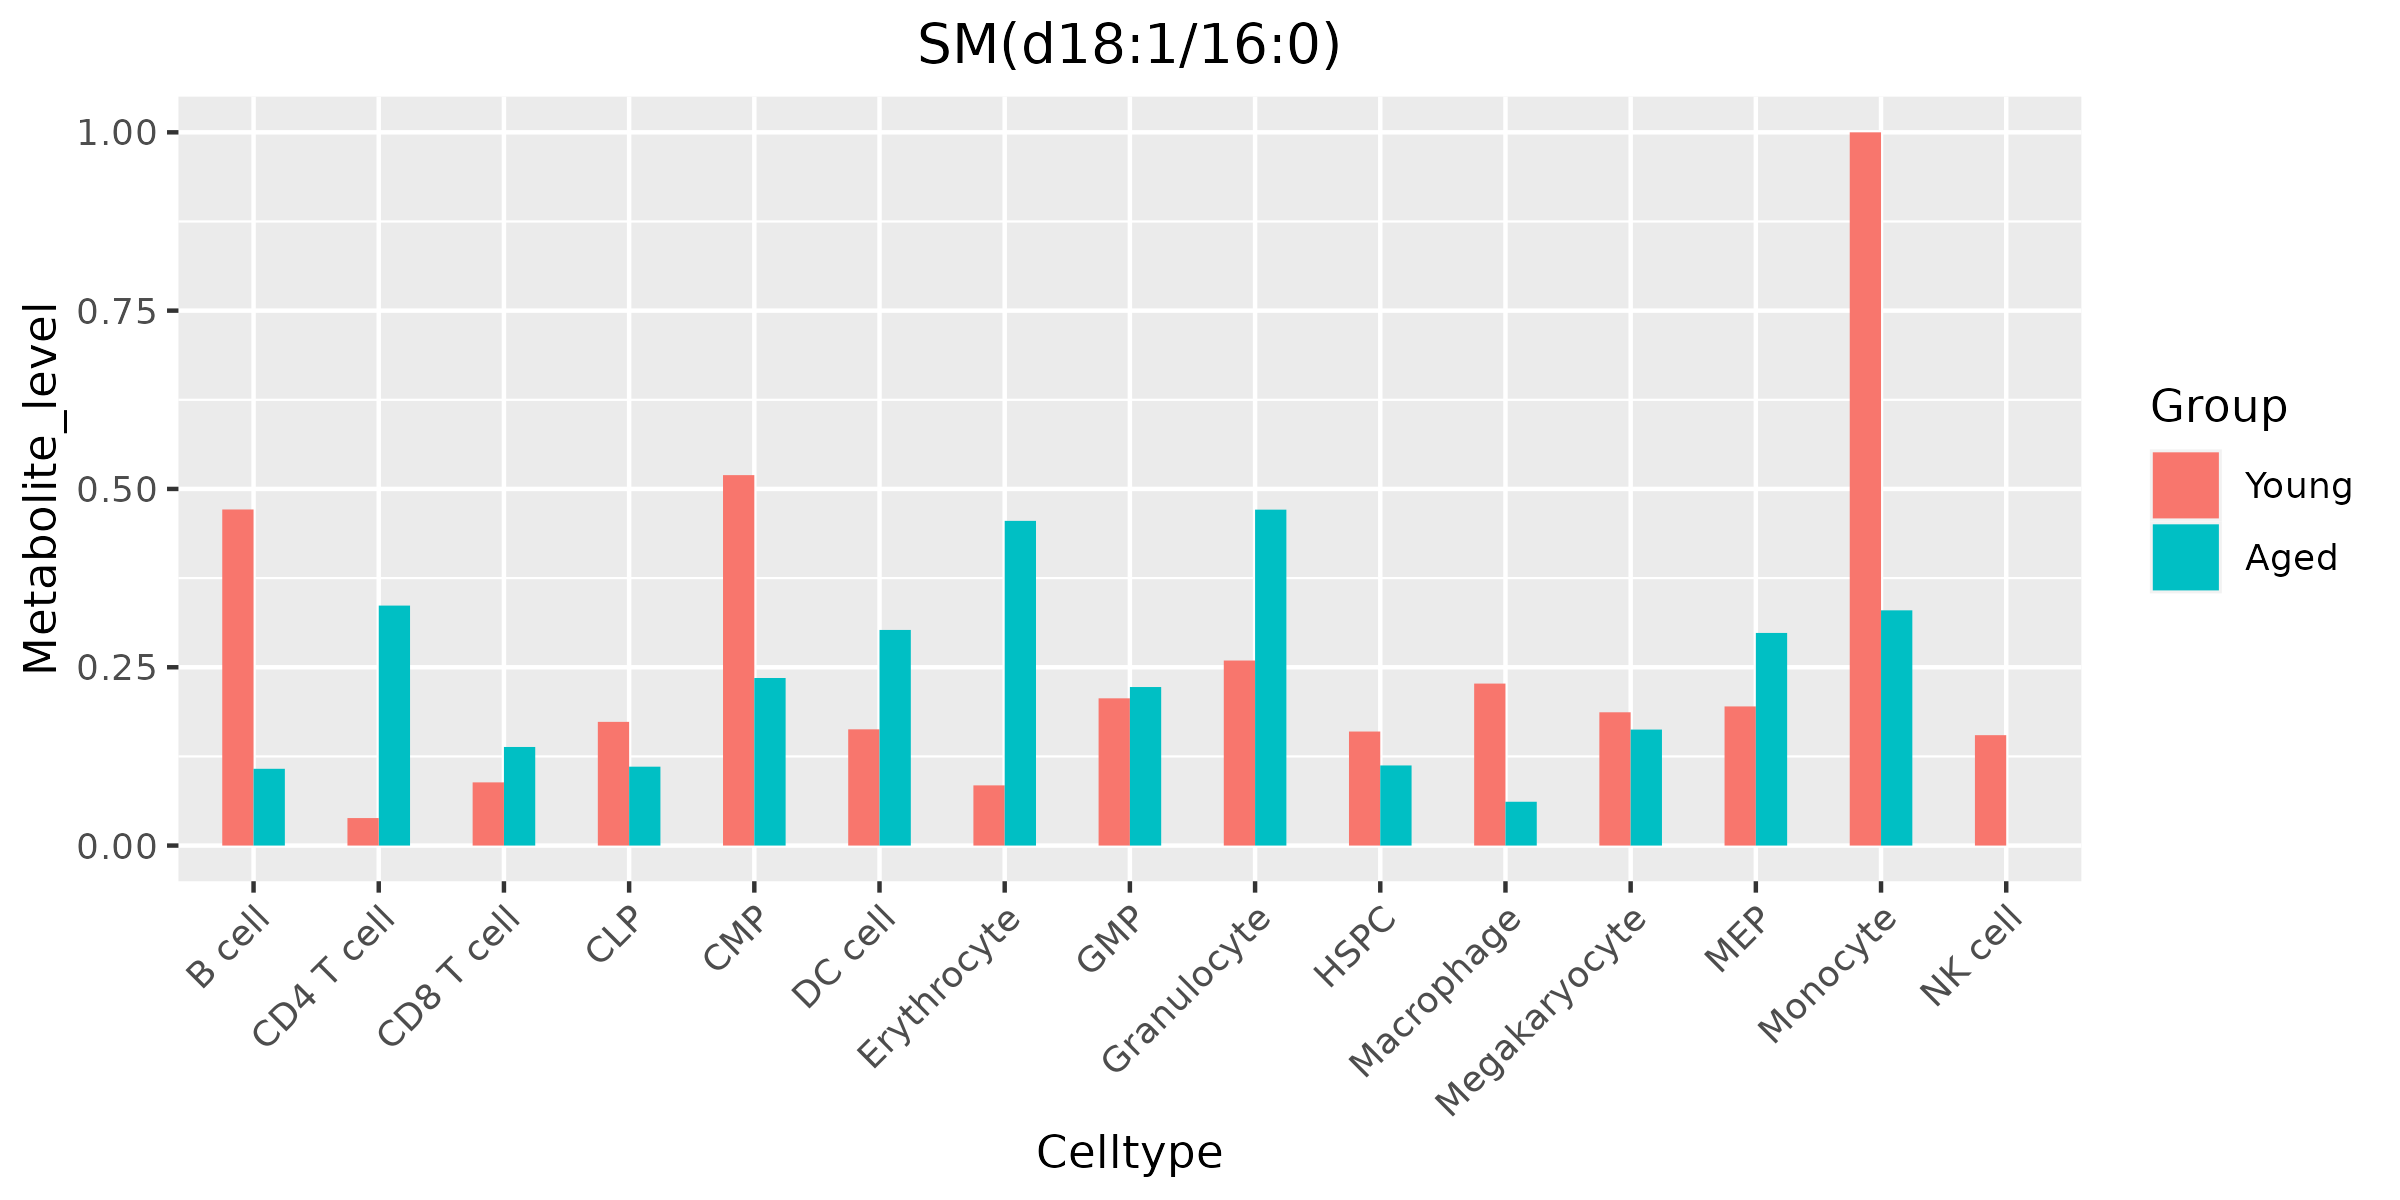 SM(d18:1/16:0)
Metabolite_level
1.00
0.75
0.50
0.25
0.00
B cell
CD4 T cell
CD8 T cell
CLP
CMP
DC cell
Erythrocyte
GMP
Granulocyte
HSPC
Macrophage
Megakaryocyte
MEP
Monocyte
NK cell
Celltype
Group
Young
Aged